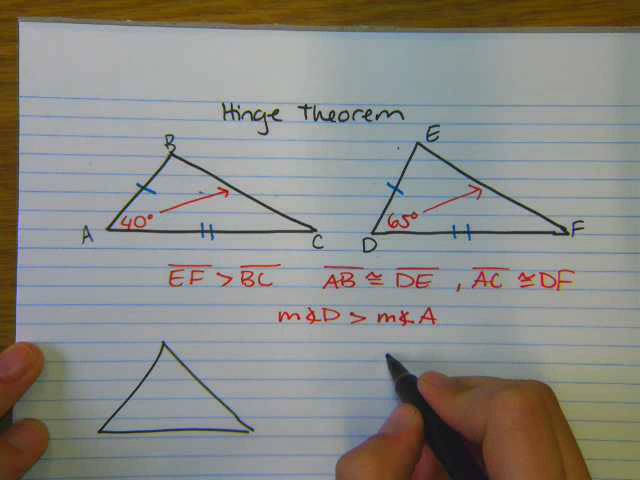 Hinge Theorem
B E
40° 65°
A C D F
EF > BC AB ≅ DE , AC ≅ DF
m∡D > m∡A